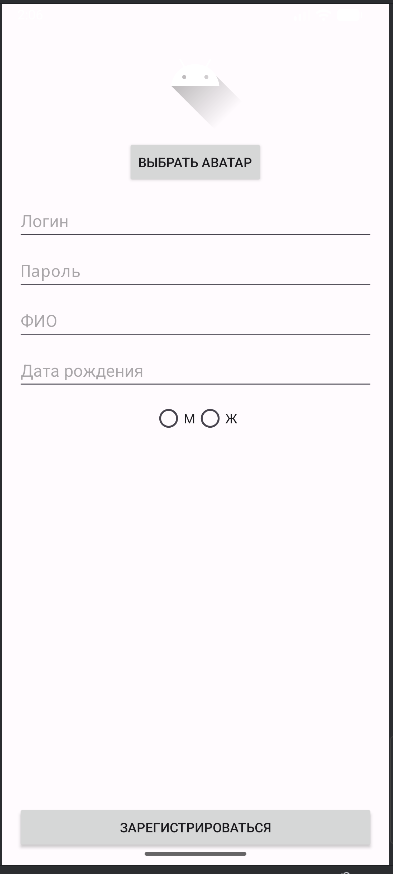 ВЫБРАТЬ АВАТАР
Логин
Пароль
ФИО
Дата рождения
М Ж
ЗАРЕГИСТРИРОВАТЬСЯ